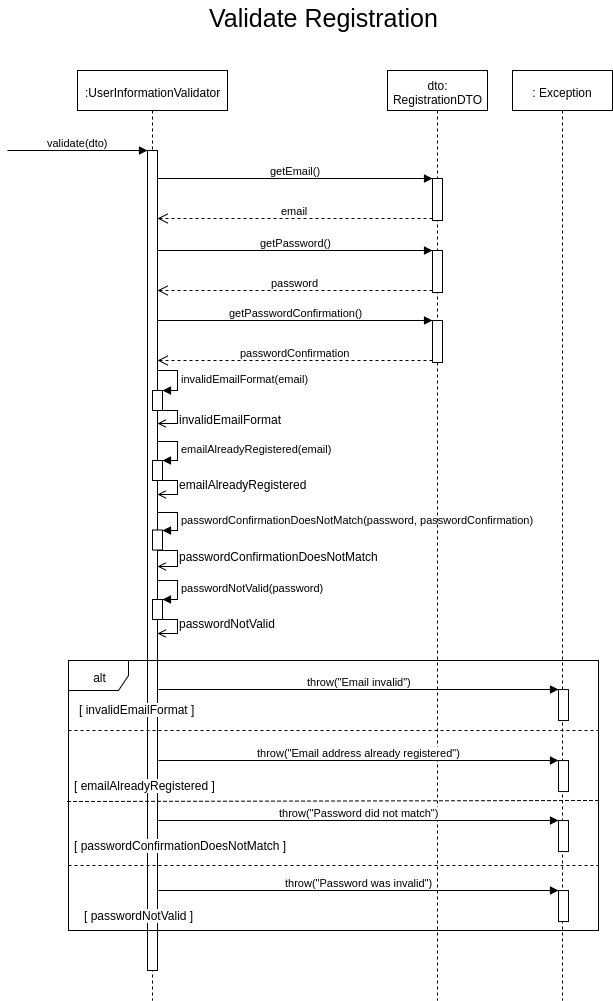 Validate Registration
:UserInformationValidator
dto:
RegistrationDTO
: Exception
validate(dto)
getEmail()
email
getPassword()
password
getPasswordConfirmation()
passwordConfirmation
invalidEmailFormat(email)
invalidEmailFormat
emailAlreadyRegistered(email)
emailAlreadyRegistered
passwordConfirmationDoesNotMatch(password, passwordConfirmation)
passwordConfirmationDoesNotMatch
passwordNotValid(password)
passwordNotValid
alt
throw("Email invalid")
[ invalidEmailFormat ]
throw("Email address already registered")
[ emailAlreadyRegistered ]
throw("Password did not match")
[ passwordConfirmationDoesNotMatch ]
throw("Password was invalid")
[ passwordNotValid ]